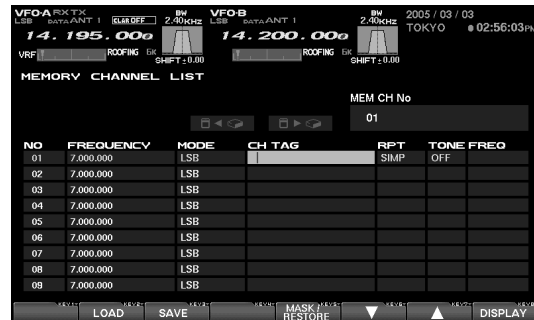 VFO-A RXTX BW VFO-B BW 2005 / 03 / 03
LSB DATA ANT 1 CLAR OFF 2.40KHZ LSB DATA ANT 1 2.40KHZ TOKYO 02:56:03PM
14. 195. 000 14. 200. 000
VRF ROOFING 6K SHIFT±0.00 ROOFING 6K SHIFT±0.00
MEMORY CHANNEL LIST
MEM CH No
01
NO FREQUENCY MODE CH TAG RPT TONE FREQ
01 7.000.000 LSB SIMP OFF
02 7.000.000 LSB
03 7.000.000 LSB
04 7.000.000 LSB
05 7.000.000 LSB
06 7.000.000 LSB
07 7.000.000 LSB
08 7.000.000 LSB
09 7.000.000 LSB
LOAD SAVE MASK / RESTORE DISPLAY